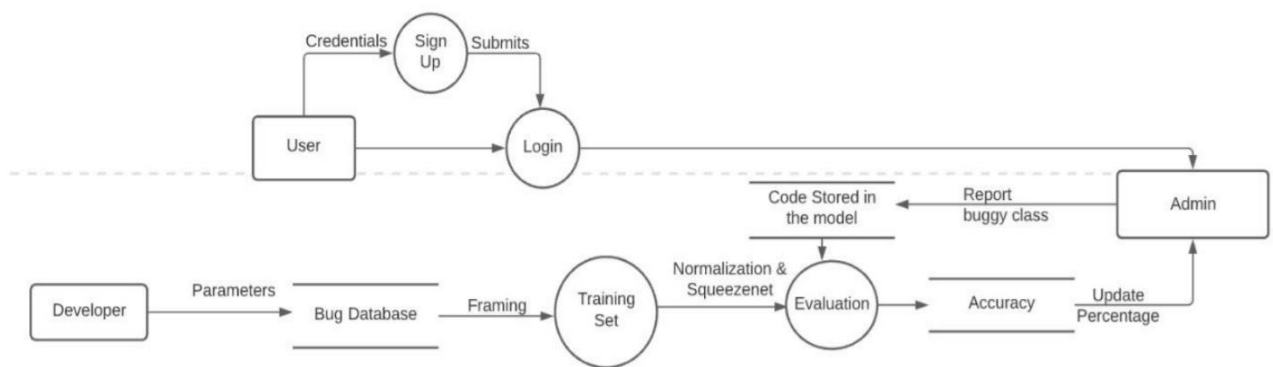 Credentials
Sign
Up
Submits
User
Login
Code Stored in
the model
Report
buggy class
Admin
Developer
Parameters
Bug Database
Framing
Training
Set
Normalization &
Squeezenet
Evaluation
Accuracy
Update
Percentage